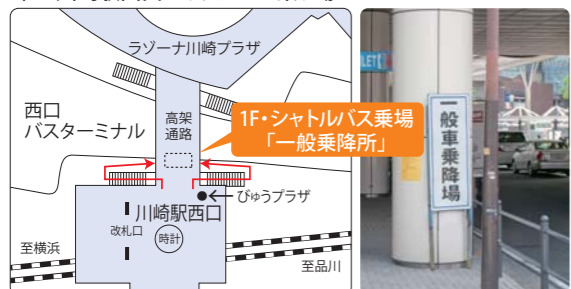 ラゾーナ川崎プラザ
西口
バスターミナル
高架
通路
1F・シャトルバス乗場
「一般乗降所」
びゅうプラザ
川崎駅西口
改札口
時計
至横浜
至品川
一般車乗降場